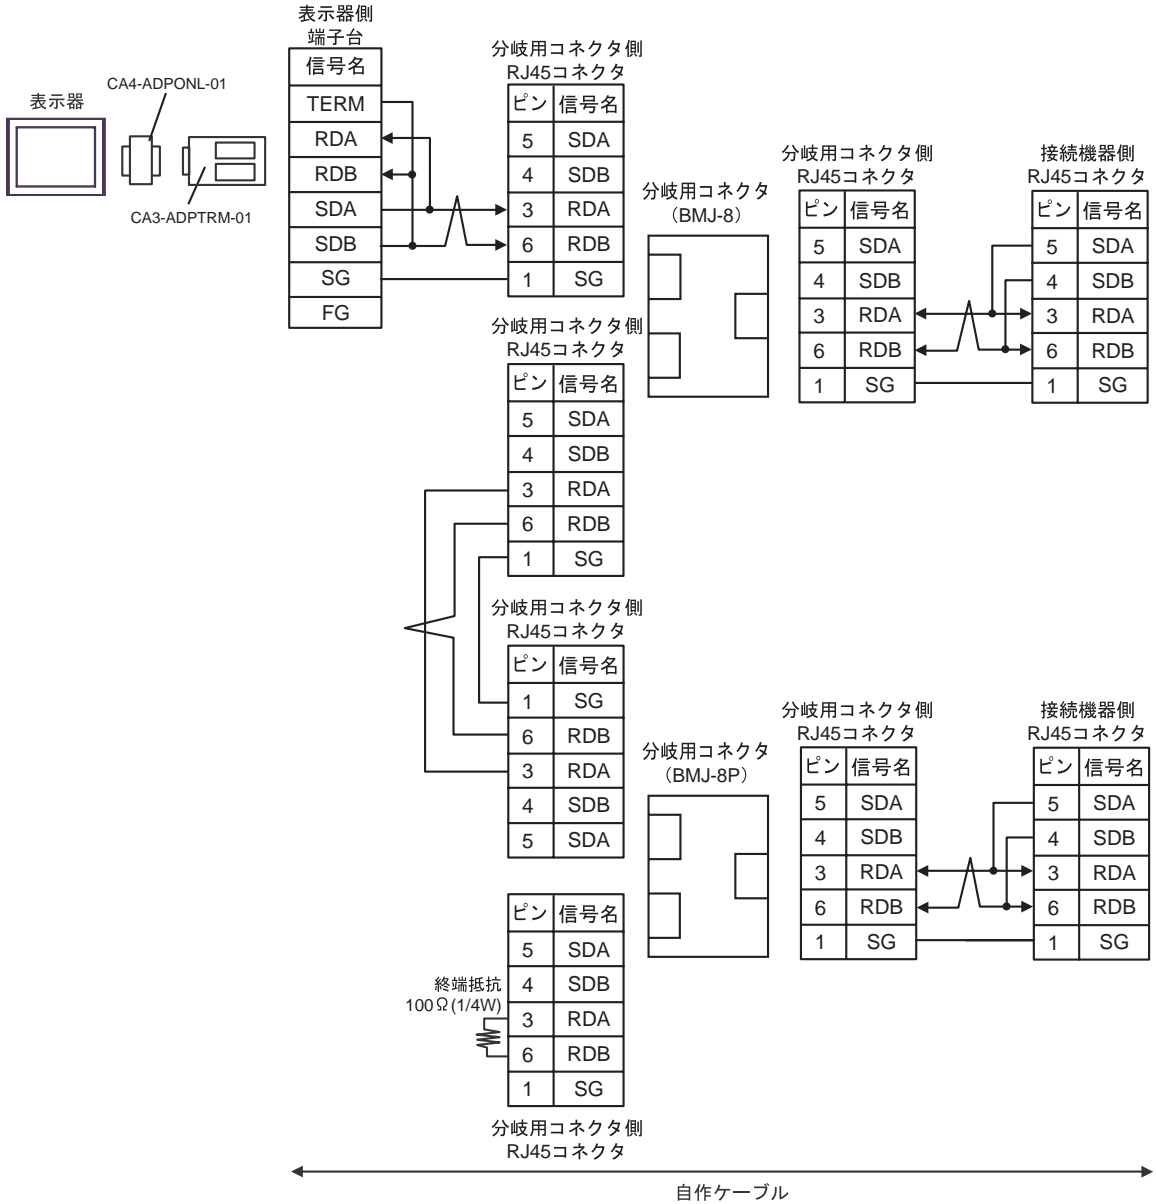 表示器
CA4-ADPONL-01
CA3-ADPTRM-01
表示器側
端子台
信号名
TERM
RDA
RDB
SDA
SDB
SG
FG
分岐用コネクタ側
RJ45コネクタ
ピン 信号名
5 SDA
4 SDB
3 RDA
6 RDB
1 SG
分岐用コネクタ
(BMJ-8)
分岐用コネクタ側
RJ45コネクタ
ピン 信号名
5 SDA
4 SDB
3 RDA
6 RDB
1 SG
接続機器側
RJ45コネクタ
ピン 信号名
5 SDA
4 SDB
3 RDA
6 RDB
1 SG
分岐用コネクタ側
RJ45コネクタ
ピン 信号名
5 SDA
4 SDB
3 RDA
6 RDB
1 SG
分岐用コネクタ側
RJ45コネクタ
ピン 信号名
1 SG
6 RDB
3 RDA
4 SDB
5 SDA
分岐用コネクタ
(BMJ-8P)
分岐用コネクタ側
RJ45コネクタ
ピン 信号名
5 SDA
4 SDB
3 RDA
6 RDB
1 SG
接続機器側
RJ45コネクタ
ピン 信号名
5 SDA
4 SDB
3 RDA
6 RDB
1 SG
終端抵抗
100Ω(1/4W)
ピン 信号名
5 SDA
4 SDB
3 RDA
6 RDB
1 SG
分岐用コネクタ側
RJ45コネクタ
自作ケーブル